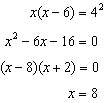 x(x − 6) = 4²
x² − 6x − 16 = 0
(x − 8)(x + 2) = 0
x = 8